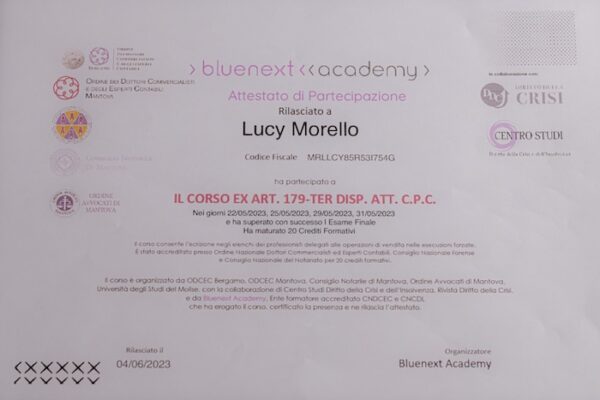 ORDINE DEI DOTTORI COMMERCIALISTI
E DEGLI ESPERTI CONTABILI
MANTOVA
CONSIGLIO NOTARILE
DI MANTOVA
ORDINE
AVVOCATI DI
MANTOVA
bluenext academy
In collaborazione con:
DIRITTO DELLA
CRISI
CENTRO STUDI
Diritto della Crisi e dell'Insolvenza
Attestato di Partecipazione
Rilasciato a
Lucy Morello
Codice Fiscale MRLLCY85R53I754G
ha partecipato a
IL CORSO EX ART. 179-TER DISP. ATT. C.P.C.
Nei giorni 22/05/2023, 25/05/2023, 29/05/2023, 31/05/2023
e ha superato con successo l Esame Finale
Ha maturato 20 Crediti Formativi
Il corso consente l'iscrizione negli elenchi dei professionisti delegati alle operazioni di vendita nelle esecuzioni forzate.
È stato accreditato presso Ordine Nazionale Dottori Commercialisti ed Esperti Contabili, Consiglio Nazionale Forense
e Consiglio Nazionale del Notariato per 20 crediti formativi.
Il corso è organizzato da ODCEC Bergamo, ODCEC Mantova, Consiglio Notarile di Mantova, Ordine Avvocati di Mantova,
Università degli Studi del Molise, con la collaborazione di Centro Studi Diritto della Crisi e dell'Insolvenza, Rivista Diritto della Crisi,
e da Bluenext Academy, Ente formatore accreditato CNDCEC e CNCDL
che ha erogato il corso, certificato la presenza e ne rilascia l'attestato.
Rilasciato il
04/06/2023
Organizzatore
Bluenext Academy